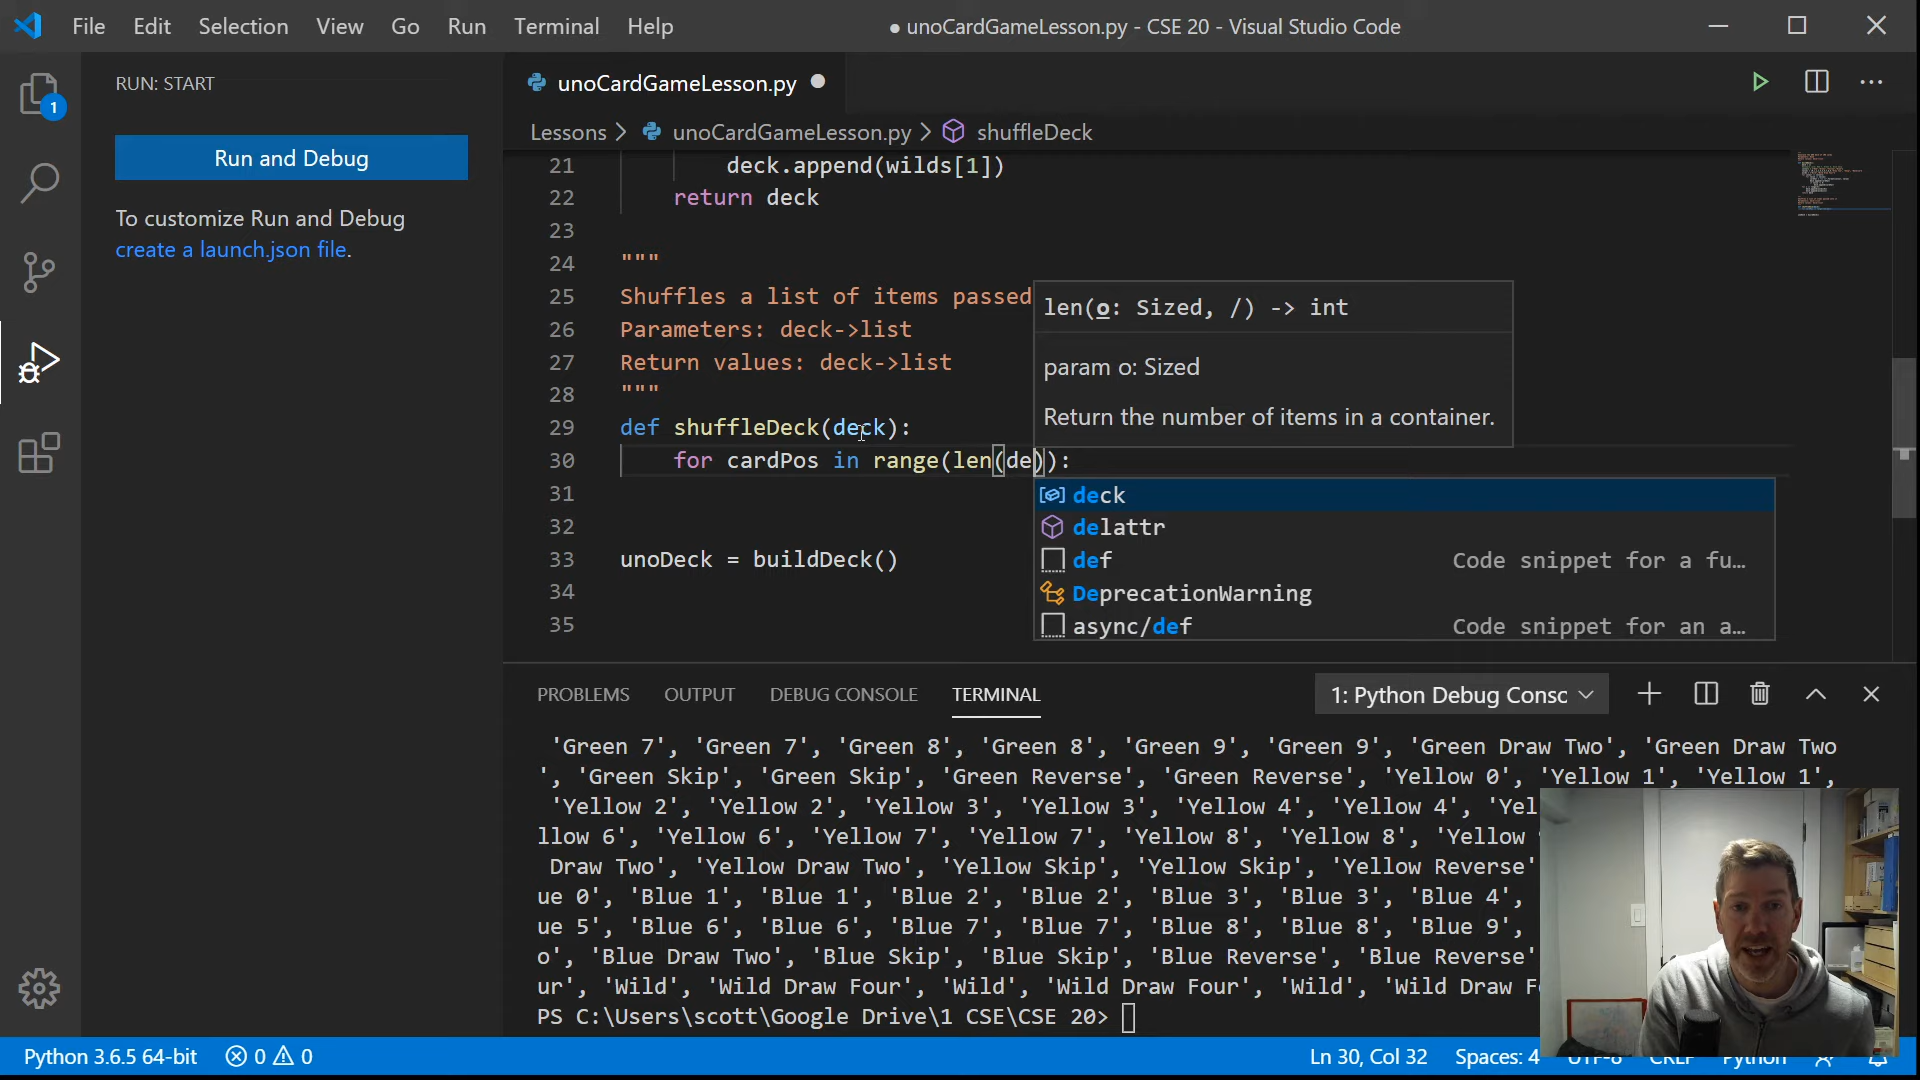 File Edit Selection View Go Run Terminal Help
● unoCardGameLesson.py - CSE 20 - Visual Studio Code
1
RUN: START
Run and Debug
To customize Run and Debug
create a launch.json file.
unoCardGameLesson.py
Lessons > unoCardGameLesson.py > shuffleDeck
21 deck.append(wilds[1])
22 return deck
23
24 """
25 Shuffles a list of items passed
26 Parameters: deck->list
27 Return values: deck->list
28 """
29 def shuffleDeck(deck):
30 for cardPos in range(len(de)):
31
32
33 unoDeck = buildDeck()
34
35
len(o: Sized, /) -> int
param o: Sized
Return the number of items in a container.
deck
delattr
def Code snippet for a fu…
DeprecationWarning
async/def Code snippet for an a…
PROBLEMS OUTPUT DEBUG CONSOLE TERMINAL
1: Python Debug Consc
'Green 7', 'Green 7', 'Green 8', 'Green 8', 'Green 9', 'Green 9', 'Green Draw Two', 'Green Draw Two
', 'Green Skip', 'Green Skip', 'Green Reverse', 'Green Reverse', 'Yellow 0', 'Yellow 1', 'Yellow 1',
'Yellow 2', 'Yellow 2', 'Yellow 3', 'Yellow 3', 'Yellow 4', 'Yellow 4', 'Yel
llow 6', 'Yellow 6', 'Yellow 7', 'Yellow 7', 'Yellow 8', 'Yellow 8', 'Yellow
Draw Two', 'Yellow Draw Two', 'Yellow Skip', 'Yellow Skip', 'Yellow Reverse'
ue 0', 'Blue 1', 'Blue 1', 'Blue 2', 'Blue 2', 'Blue 3', 'Blue 3', 'Blue 4',
ue 5', 'Blue 6', 'Blue 6', 'Blue 7', 'Blue 7', 'Blue 8', 'Blue 8', 'Blue 9',
o', 'Blue Draw Two', 'Blue Skip', 'Blue Skip', 'Blue Reverse', 'Blue Reverse'
ur', 'Wild', 'Wild Draw Four', 'Wild', 'Wild Draw Four', 'Wild', 'Wild Draw F
PS C:\Users\scott\Google Drive\1 CSE\CSE 20>
Python 3.6.5 64-bit 0 0
Ln 30, Col 32 Spaces: 4 UTF-8 CRLF Python